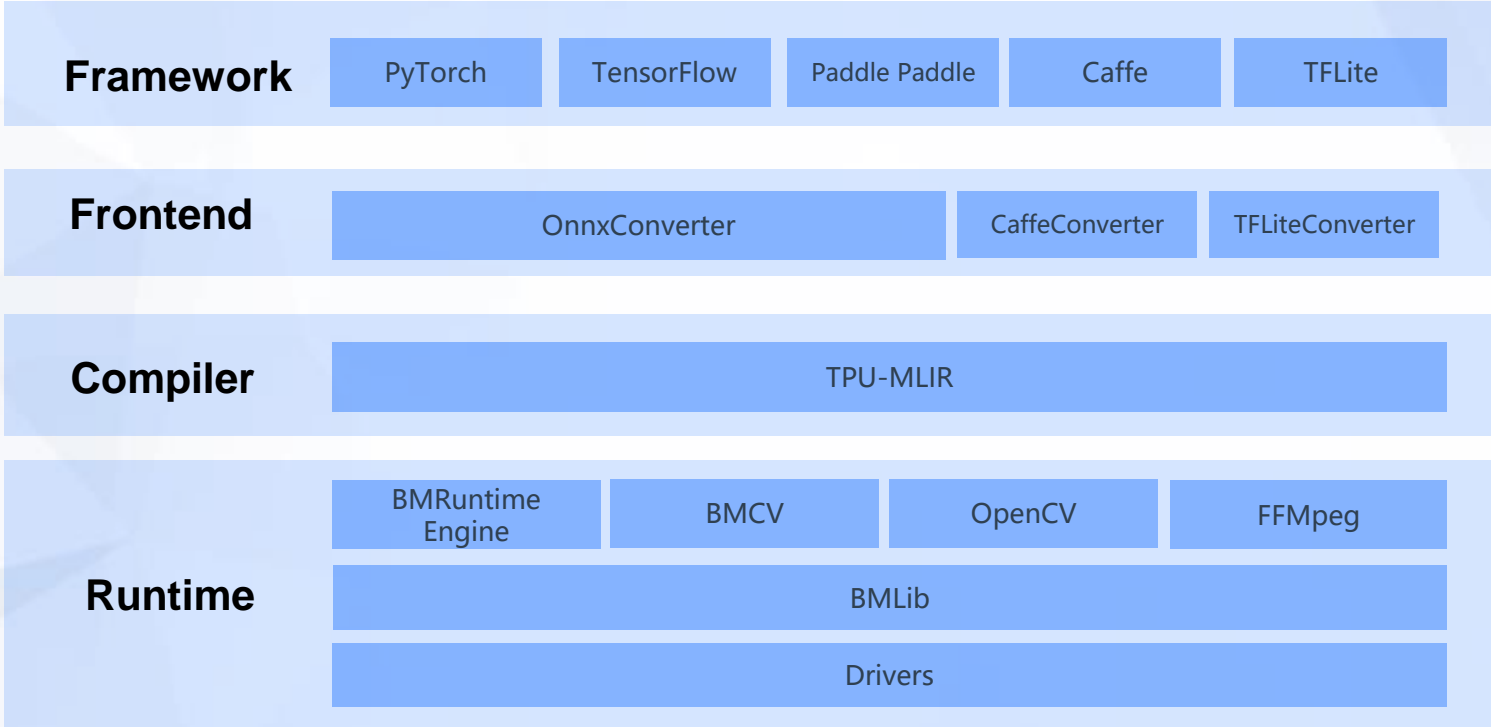 Framework
PyTorch
TensorFlow
Paddle Paddle
Caffe
TFLite
Frontend
OnnxConverter
CaffeConverter
TFLiteConverter
Compiler
TPU-MLIR
Runtime
BMRuntime
Engine
BMCV
OpenCV
FFMpeg
BMLib
Drivers